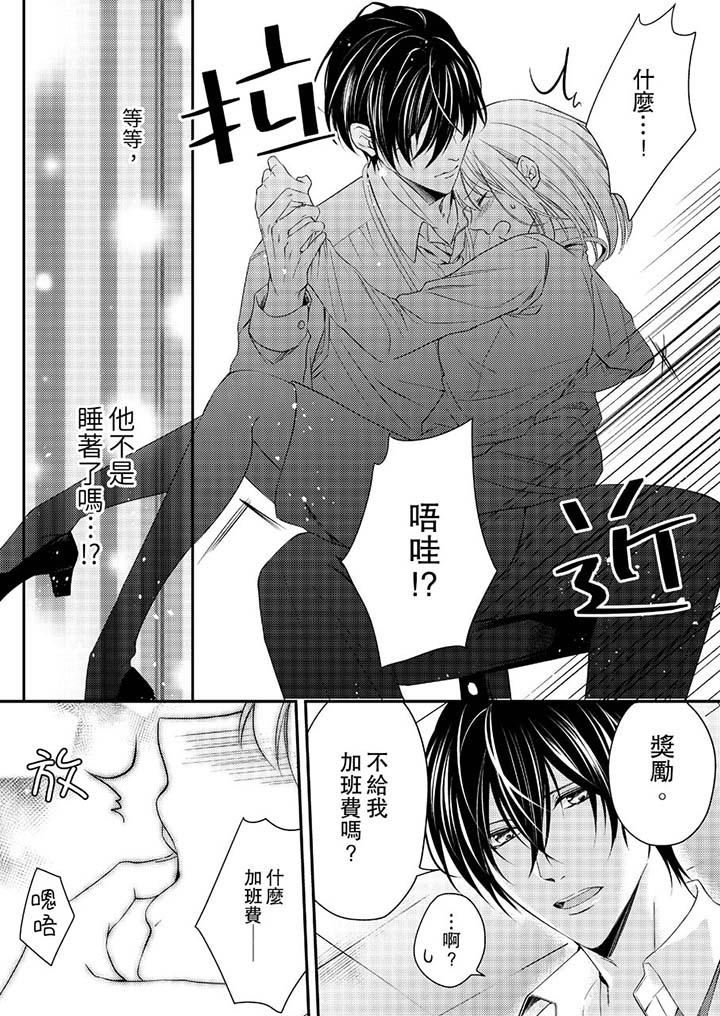 什麼…!
拉
近
唔哇!?
等等，
他不是
睡著了嗎…!?
獎勵。
不給我
加班費嗎？
…啊？
什麼
加班費—
放
嗯唔